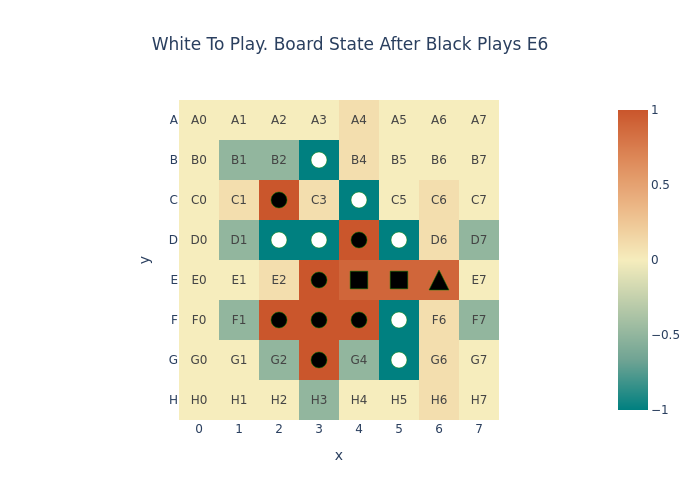 White To Play. Board State After Black Plays E6
A A0 A1 A2 A3 A4 A5 A6 A7
B B0 B1 B2 B4 B5 B6 B7
C C0 C1 C3 C5 C6 C7
D D0 D1 D6 D7
E E0 E1 E2 E7
F F0 F1 F6 F7
G G0 G1 G2 G4 G6 G7
H H0 H1 H2 H3 H4 H5 H6 H7
0 1 2 3 4 5 6 7
x
y
1
0.5
0
−0.5
−1